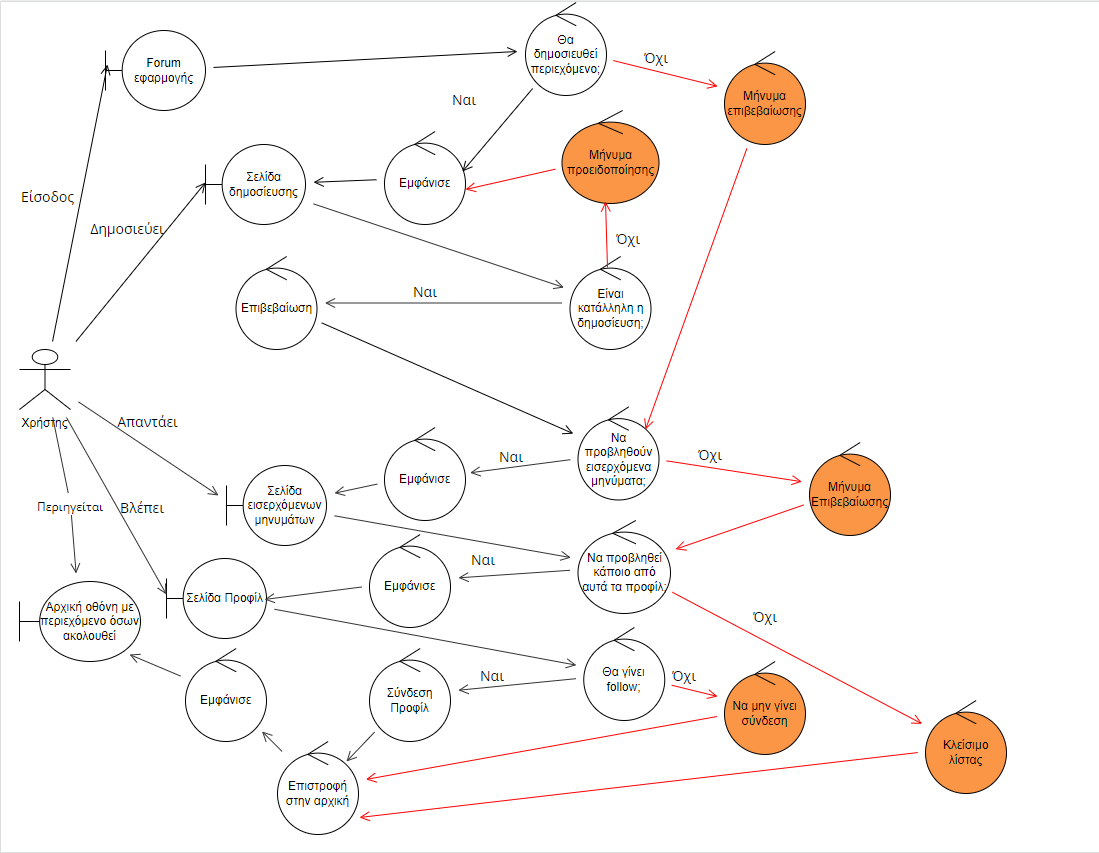 Forum
εφαρμογής
Θα
δημοσιευθεί
περιεχόμενο;
Όχι
Μήνυμα
επιβεβαίωσης
Ναι
Μήνυμα
προειδοποίησης
Σελίδα
δημοσίευσης
Εμφάνισε
Είσοδος
Δημοσιεύει
Όχι
Επιβεβαίωση
Ναι
Είναι
κατάλληλη η
δημοσίευση;
Χρήστης
Απαντάει
Να
προβληθούν
εισερχόμενα
μηνύματα;
Όχι
Ναι
Εμφάνισε
Μήνυμα
Επιβεβαίωσης
Σελίδα
εισερχόμενων
μηνυμάτων
Περιηγείται
Βλέπει
Να προβληθεί
κάποιο από
αυτά τα προφίλ;
Ναι
Εμφάνισε
Σελίδα Προφίλ
Αρχική οθόνη με
περιεχόμενο όσων
ακολουθεί
Όχι
Θα γίνει
follow;
Όχι
Ναι
Σύνδεση
Προφίλ
Εμφάνισε
Να μην γίνει
σύνδεση
Κλείσιμο
λίστας
Επιστροφή
στην αρχική